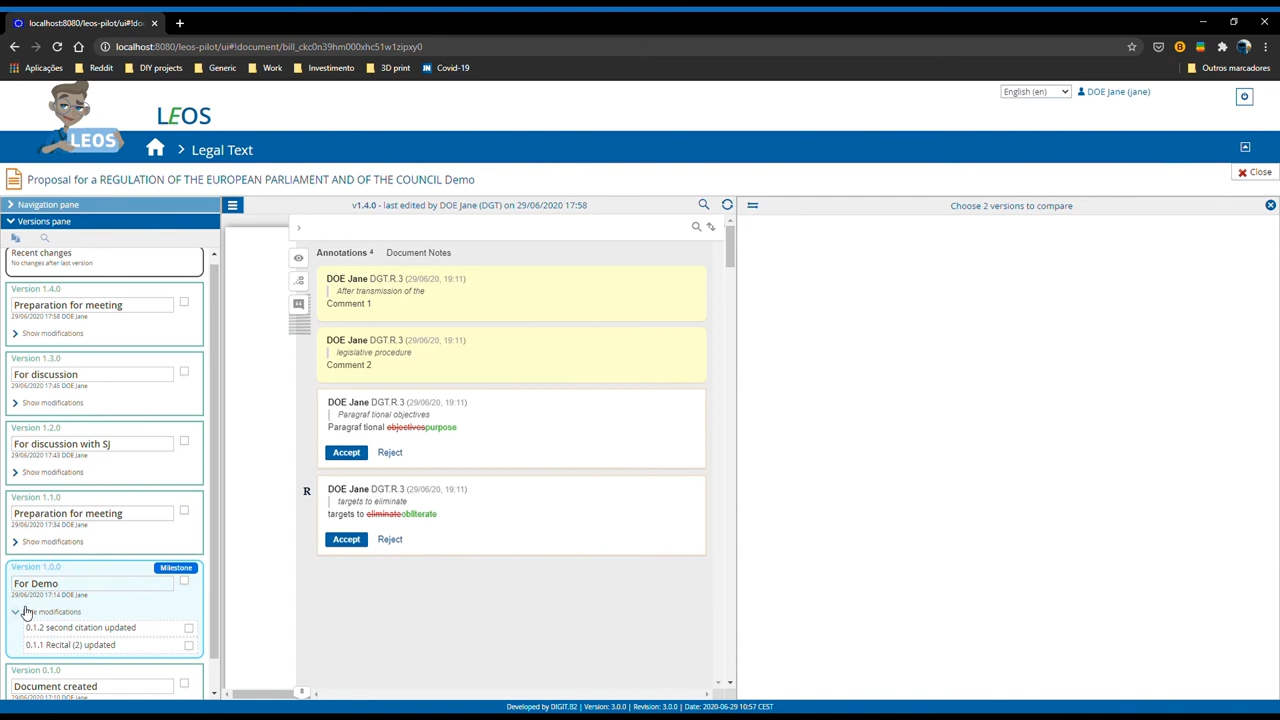 localhost:8080/leos-pilot/ui#!doc
localhost:8080/leos-pilot/ui#!document/bill_ckc0n39hm000xhc51w1zipxy0
Aplicações
Reddit
DIY projects
Generic
Work
Investimento
3D print
Covid-19
Outros marcadores
LEOS
LEOS
English (en)
DOE Jane (jane)
Legal Text
Proposal for a REGULATION OF THE EUROPEAN PARLIAMENT AND OF THE COUNCIL Demo
Close
Navigation pane
Versions pane
v1.4.0 - last edited by DOE Jane (DGT) on 29/06/2020 17:58
Choose 2 versions to compare
Recent changes
No changes after last version
Version 1.4.0
Preparation for meeting
29/06/2020 17:58 DOE Jane
Show modifications
Version 1.3.0
For discussion
29/06/2020 17:45 DOE Jane
Show modifications
Version 1.2.0
For discussion with SJ
29/06/2020 17:43 DOE Jane
Show modifications
Version 1.1.0
Preparation for meeting
29/06/2020 17:34 DOE Jane
Show modifications
Version 1.0.0
Milestone
For Demo
29/06/2020 17:14 DOE Jane
modifications
0.1.2 second citation updated
0.1.1 Recital (2) updated
Version 0.1.0
Document created
29/06/2020 17:10 DOE Jane
Annotations 4
Document Notes
DOE Jane DGT.R.3 (29/06/20, 19:11)
After transmission of the
Comment 1
DOE Jane DGT.R.3 (29/06/20, 19:11)
legislative procedure
Comment 2
DOE Jane DGT.R.3 (29/06/20, 19:11)
Paragraf tional objectives
Paragraf tional objectivespurpose
Accept
Reject
R
DOE Jane DGT.R.3 (29/06/20, 19:11)
targets to eliminate
targets to eliminateobliterate
Accept
Reject
Developed by DIGIT.B2 | Version: 3.0.0 | Revision: 3.0.0 | Date: 2020-06-29 10:57 CEST